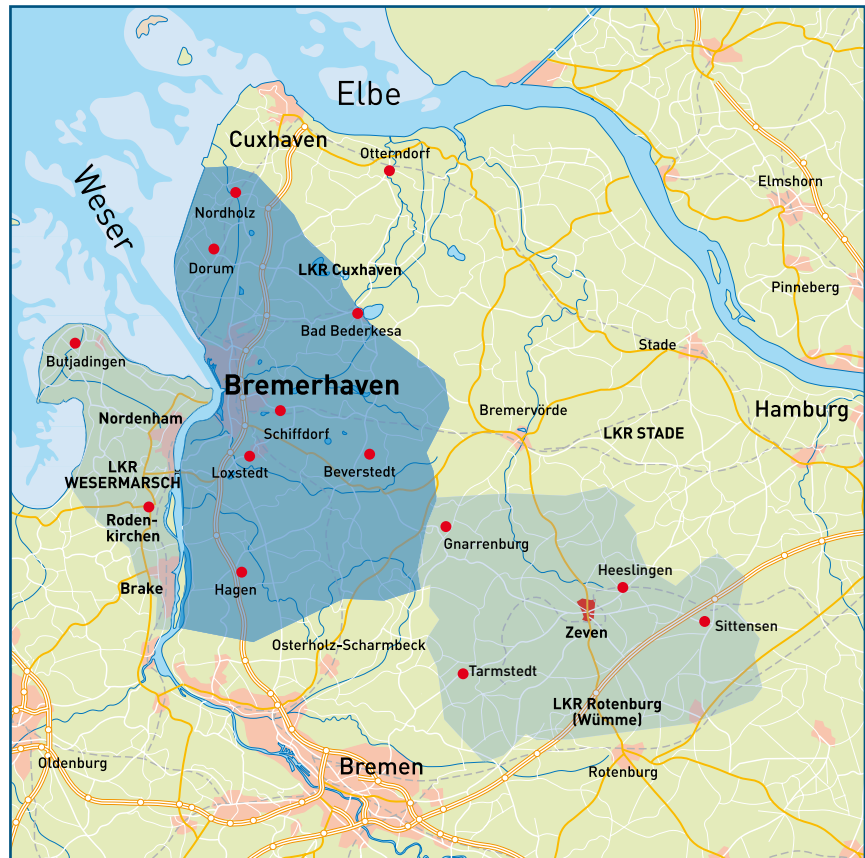 Elbe
Cuxhaven
Otterndorf
Weser
Elmshorn
Nordholz
Dorum
LKR Cuxhaven
Pinneberg
Bad Bederkesa
Stade
Butjadingen
Bremerhaven
Nordenham
Bremervörde
Hamburg
Schiffdorf
LKR STADE
LKR
WESERMARSCH
Loxstedt
Beverstedt
Roden-
kirchen
Gnarrenburg
Heeslingen
Brake
Hagen
Zeven
Sittensen
Osterholz-Scharmbeck
Tarmstedt
LKR Rotenburg
(Wümme)
Oldenburg
Bremen
Rotenburg